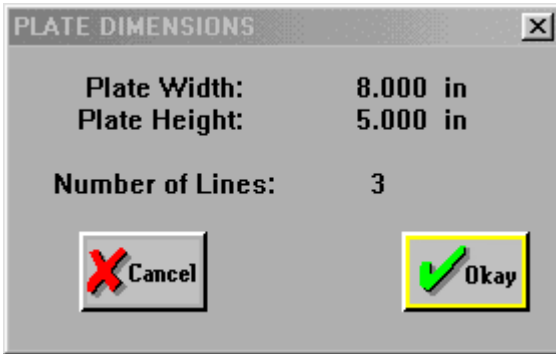 PLATE DIMENSIONS
Plate Width: 8.000 in
Plate Height: 5.000 in
Number of Lines: 3
Cancel Okay